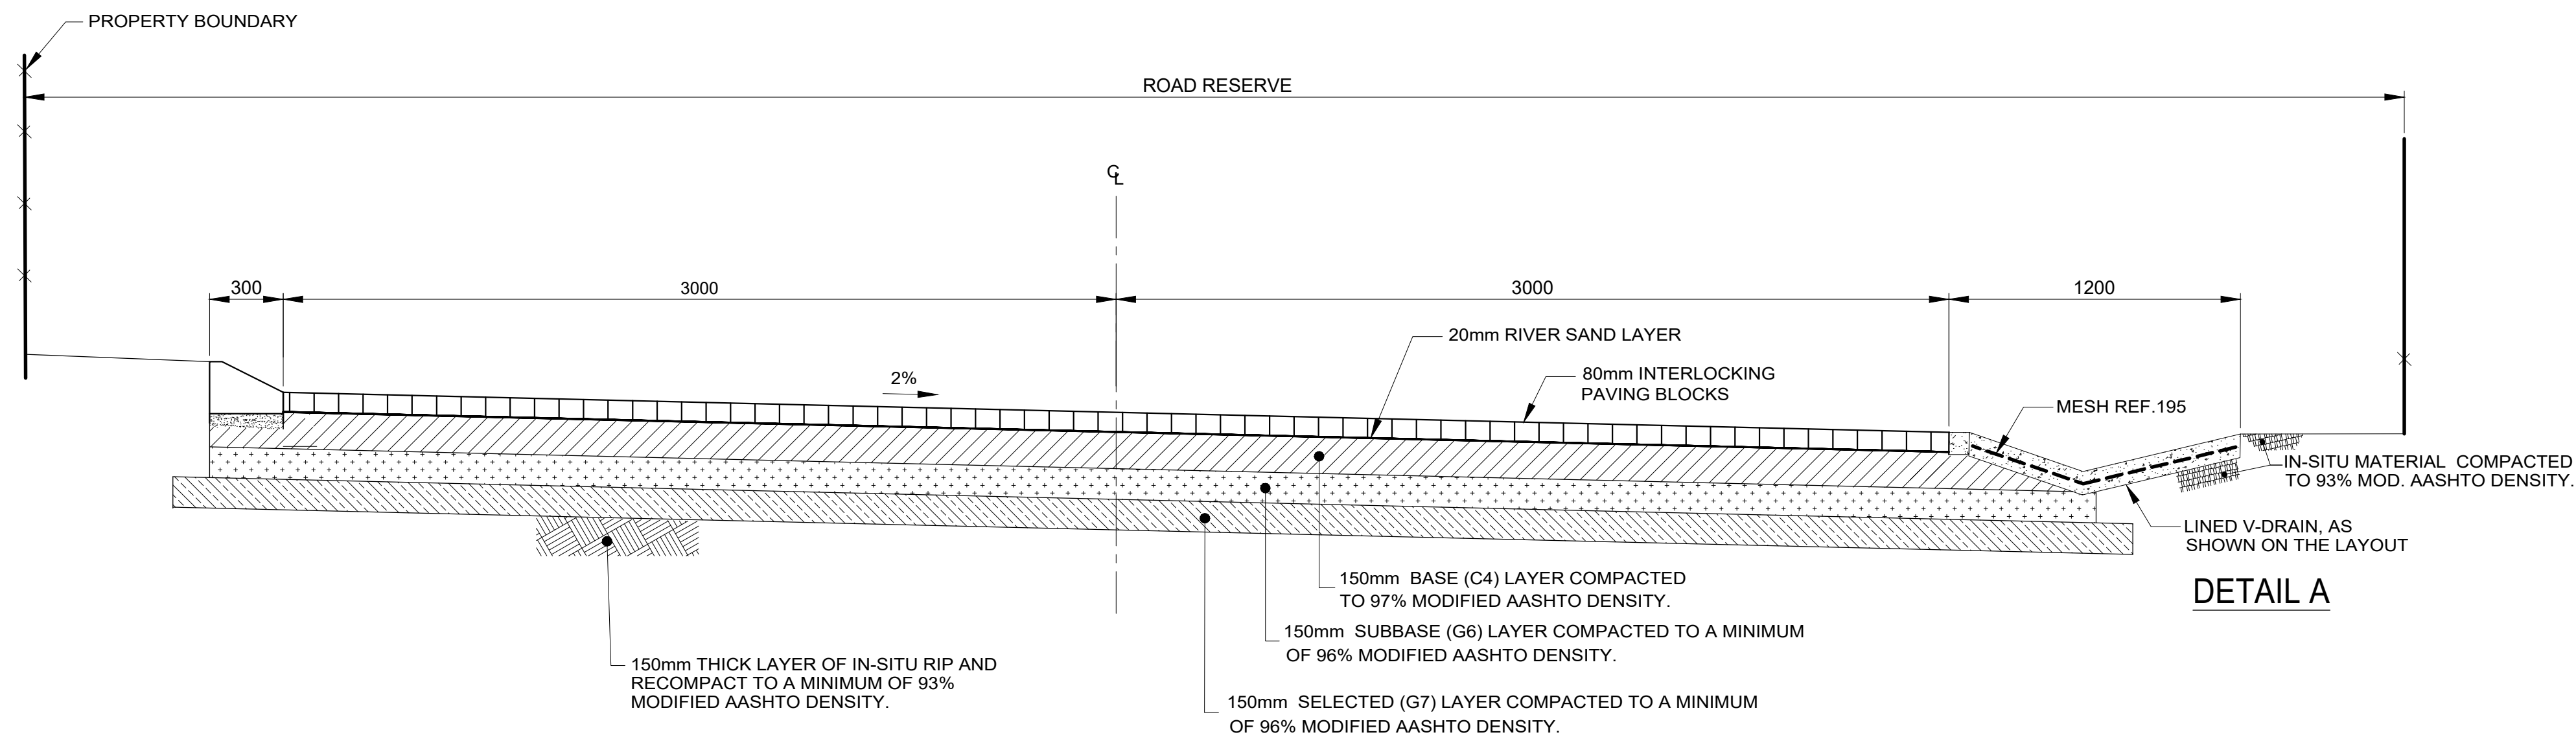 PROPERTY BOUNDARY
ROAD RESERVE
℄
300
3000
3000
1200
20mm RIVER SAND LAYER
2%
80mm INTERLOCKING
PAVING BLOCKS
MESH REF.195
IN-SITU MATERIAL COMPACTED
TO 93% MOD. AASHTO DENSITY.
LINED V-DRAIN, AS
SHOWN ON THE LAYOUT
DETAIL A
150mm BASE (C4) LAYER COMPACTED
TO 97% MODIFIED AASHTO DENSITY.
150mm SUBBASE (G6) LAYER COMPACTED TO A MINIMUM
OF 96% MODIFIED AASHTO DENSITY.
150mm THICK LAYER OF IN-SITU RIP AND
RECOMPACT TO A MINIMUM OF 93%
MODIFIED AASHTO DENSITY.
150mm SELECTED (G7) LAYER COMPACTED TO A MINIMUM
OF 96% MODIFIED AASHTO DENSITY.